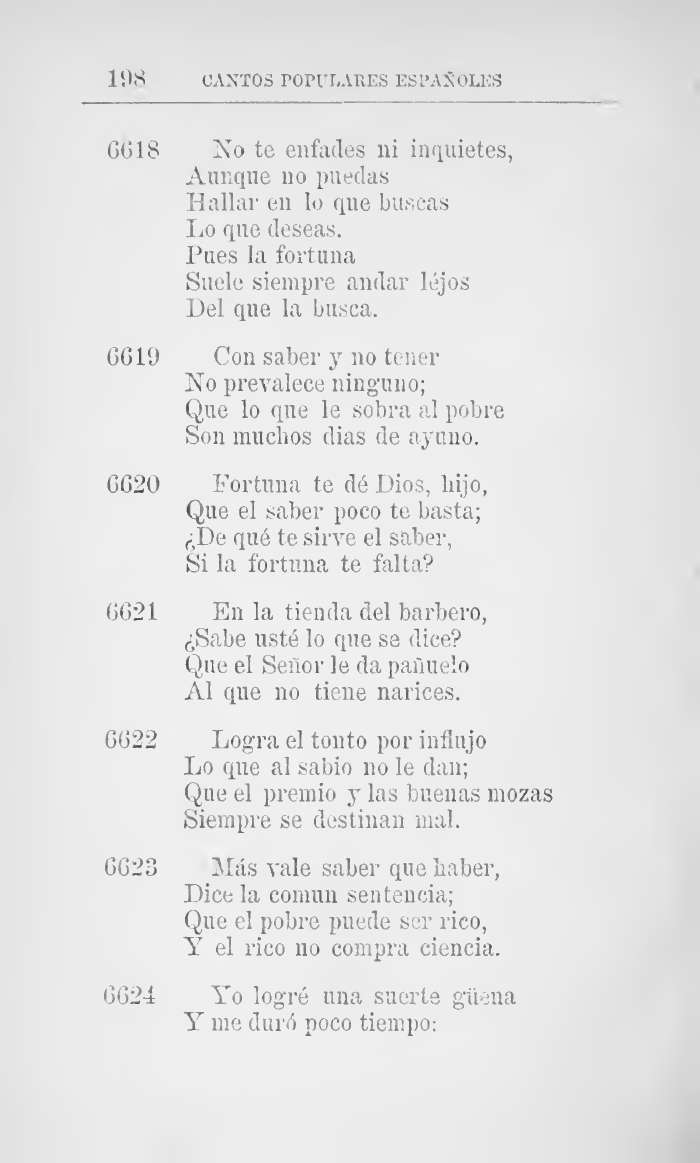 198 CANTOS POPULARES ESPAÑOLES
6618 No te enfades ni inquietes,
Aunque no puedas
Hallar en lo que buscas
Lo que deseas.
Pues la fortuna
Suele siempre andar léjos
Del que la busca.
6619 Con saber y no tener
No prevalece ninguno;
Que lo que le sobra al pobre
Son muchos dias de ayuno.
6620 Fortuna te dé Dios, hijo,
Que el saber poco te basta;
¿De qué te sirve el saber,
Si la fortuna te falta?
6621 En la tienda del barbero,
¿Sabe usté lo que se dice?
Que el Señor le da pañuelo
Al que no tiene narices.
6622 Logra el tonto por influjo
Lo que al sabio no le dan;
Que el premio y las buenas mozas
Siempre se destinan mal.
6623 Más vale saber que haber,
Dice la comun sentencia;
Que el pobre puede ser rico,
Y el rico no compra ciencia.
6624 Yo logré una suerte güena
Y me duró poco tiempo: